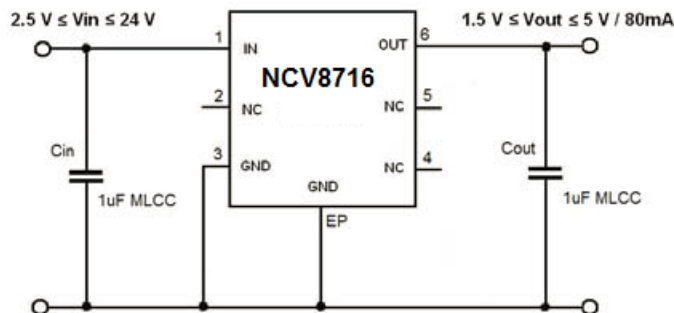 2.5 V ≤ Vin ≤ 24 V
1.5 V ≤ Vout ≤ 5 V / 80mA
1
IN
OUT
6
NCV8716
2
NC
NC
5
3
GND
NC
4
GND
EP
Cin
1uF MLCC
Cout
1uF MLCC